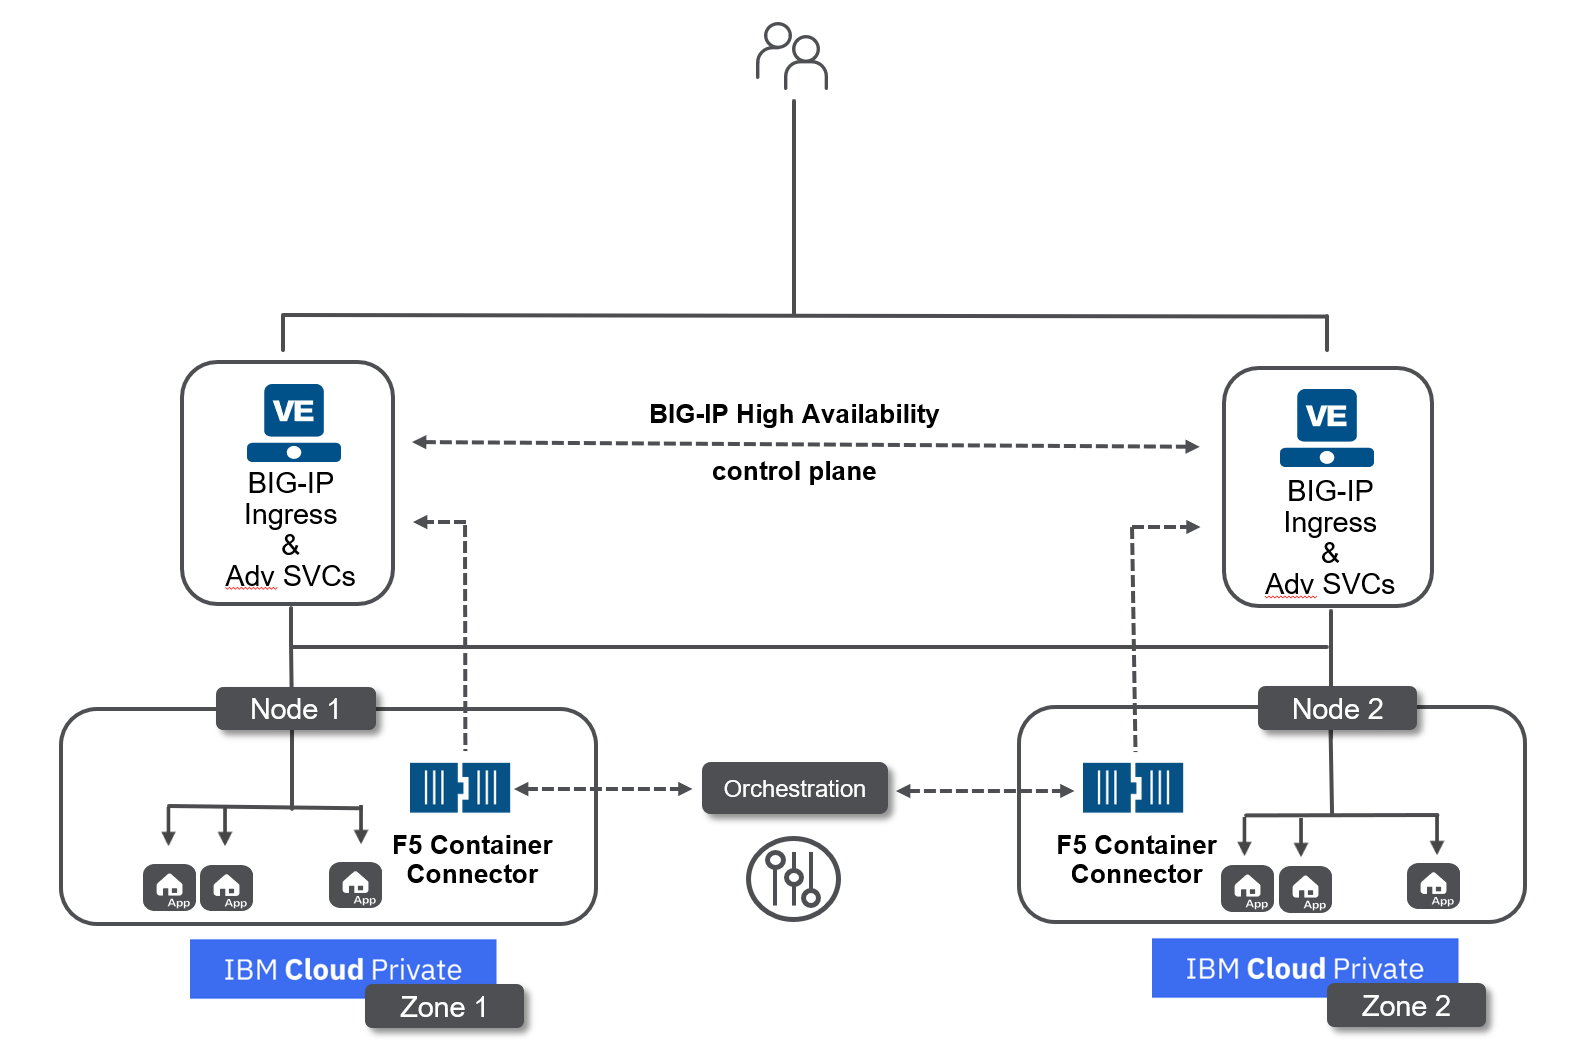 VE
BIG-IP
Ingress
&
Adv SVCs
BIG-IP High Availability
control plane
VE
BIG-IP
Ingress
&
Adv SVCs
Node 1
Node 2
F5 Container
Connector
Orchestration
F5 Container
Connector
App
App
App
App
App
App
IBM Cloud Private
Zone 1
IBM Cloud Private
Zone 2